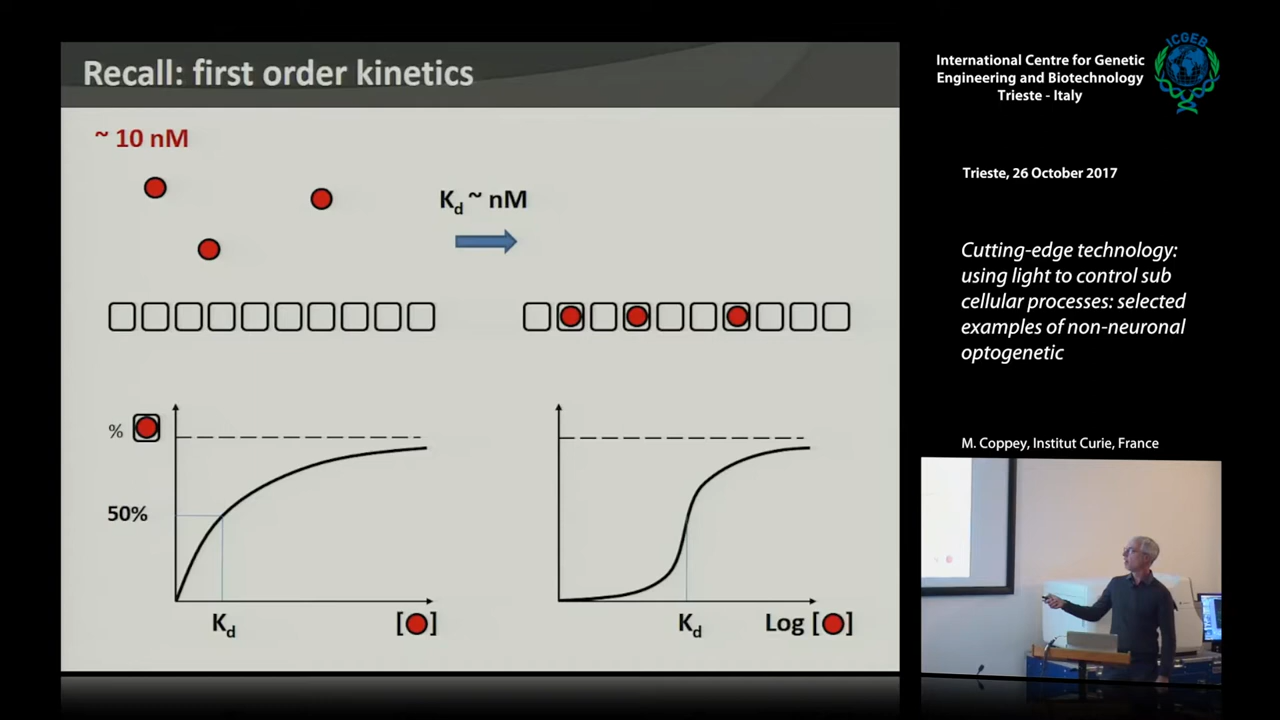 Recall: first order kinetics
~ 10 nM
Kd ~ nM
%
50%
Kd
[ ]
Kd
Log [ ]
ICGEB
International Centre for Genetic
Engineering and Biotechnology
Trieste - Italy
Trieste, 26 October 2017
Cutting-edge technology:
using light to control sub
cellular processes: selected
examples of non-neuronal
optogenetic
M. Coppey, Institut Curie, France